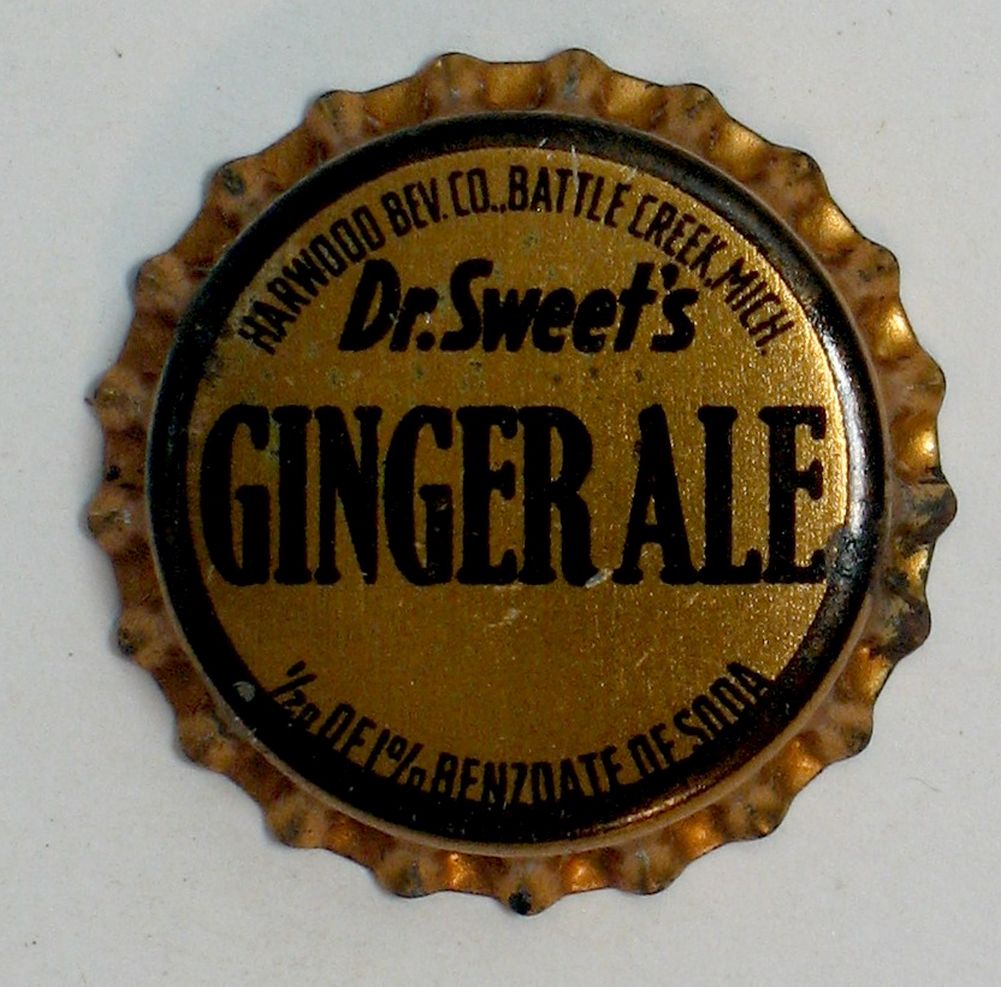 HARWOOD BEV. CO., BATTLE CREEK, MICH.
Dr. Sweet's
GINGER ALE
1/20 OF 1% BENZOATE OF SODA